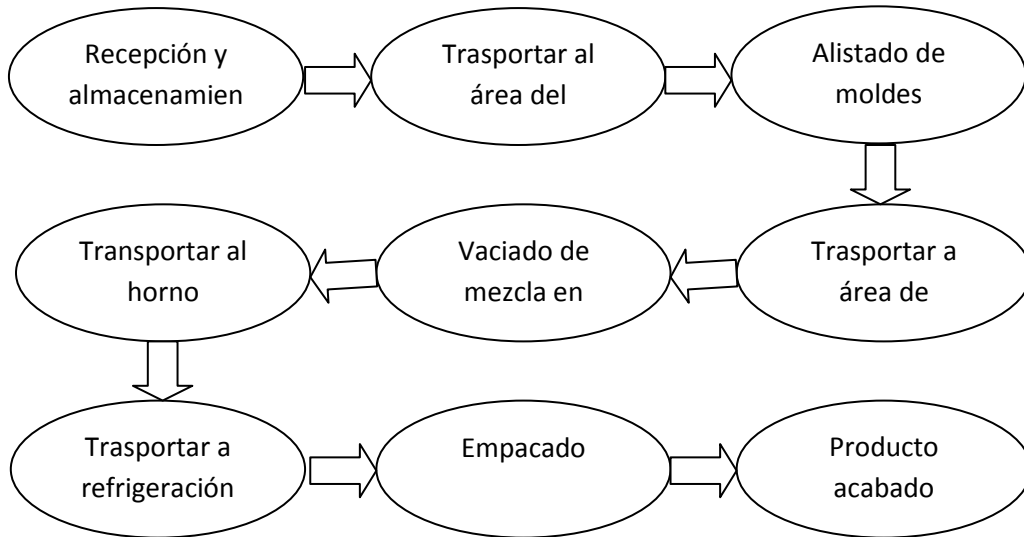 Recepción y
almacenamien
Trasportar al
área del
Alistado de
moldes
Trasportar a
área de
Vaciado de
mezcla en
Transportar al
horno
Trasportar a
refrigeración
Empacado
Producto
acabado